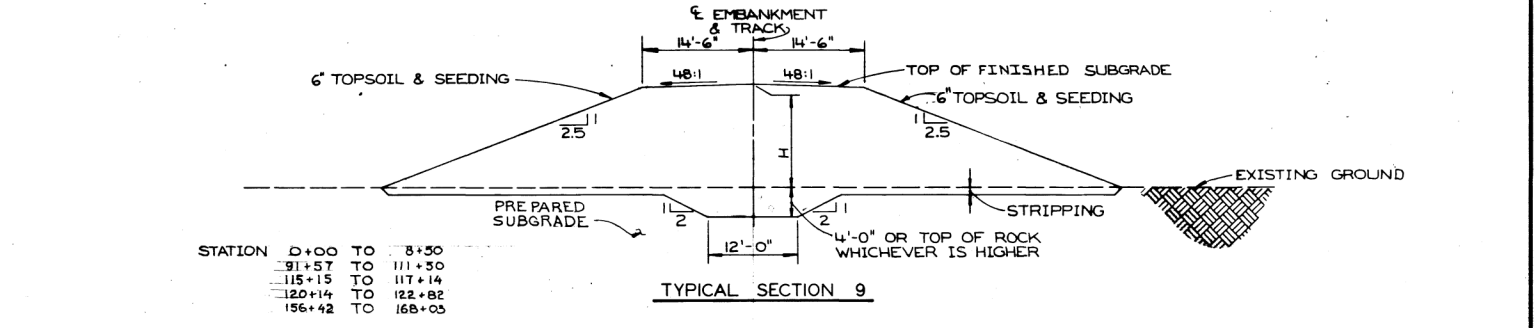 ℄ EMBANKMENT
& TRACK
14'-6" 14'-6"
6" TOPSOIL & SEEDING
48:1 48:1
TOP OF FINISHED SUBGRADE
6" TOPSOIL & SEEDING
1
2.5
1
2.5
H
EXISTING GROUND
PREPARED
SUBGRADE
1
2
2
1
STRIPPING
4'-0" OR TOP OF ROCK
WHICHEVER IS HIGHER
12'-0"
STATION 0+00 TO 8+50
91+57 TO 111+50
115+15 TO 117+14
120+14 TO 122+82
156+42 TO 168+03
TYPICAL SECTION 9